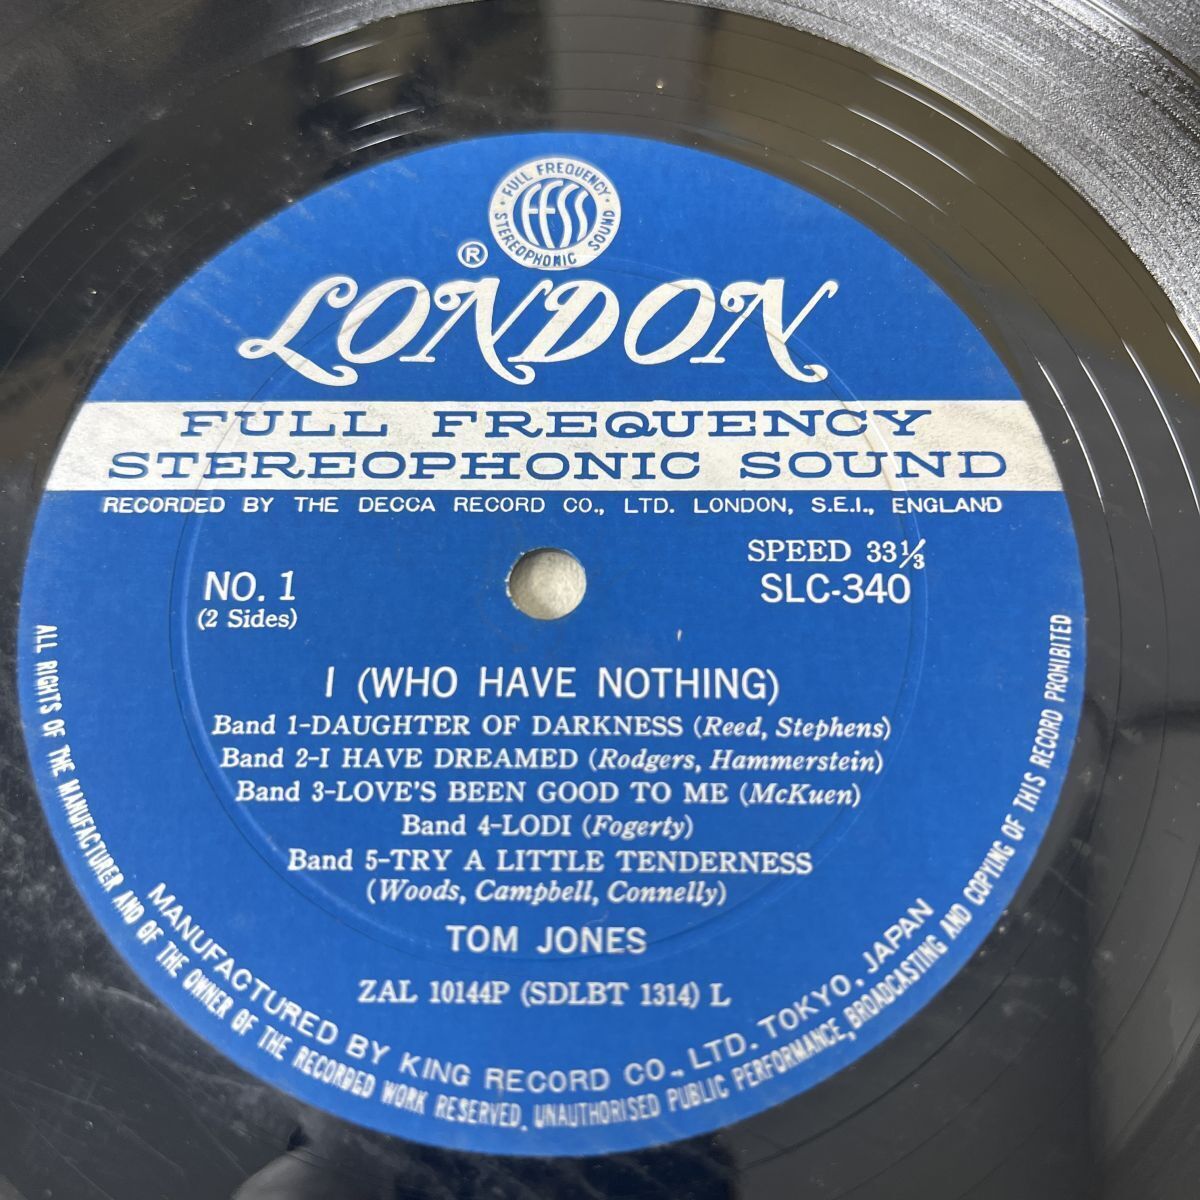 FULL FREQUENCY
FFSS
STEREOPHONIC SOUND
®
LONDON
FULL FREQUENCY
STEREOPHONIC SOUND
RECORDED BY THE DECCA RECORD CO., LTD. LONDON, S.E.I., ENGLAND
SPEED 33⅓
NO. 1
SLC-340
(2 Sides)
I (WHO HAVE NOTHING)
Band 1-DAUGHTER OF DARKNESS (Reed, Stephens)
Band 2-I HAVE DREAMED (Rodgers, Hammerstein)
Band 3-LOVE'S BEEN GOOD TO ME (McKuen)
Band 4-LODI (Fogerty)
Band 5-TRY A LITTLE TENDERNESS
(Woods, Campbell, Connelly)
TOM JONES
ZAL 10144P (SDLBT 1314) L
MANUFACTURED BY KING RECORD CO., LTD. TOKYO, JAPAN
ALL RIGHTS OF THE MANUFACTURER AND OF THE OWNER OF THE RECORDED WORK RESERVED. UNAUTHORISED PUBLIC PERFORMANCE, BROADCASTING AND COPYING OF THIS RECORD PROHIBITED